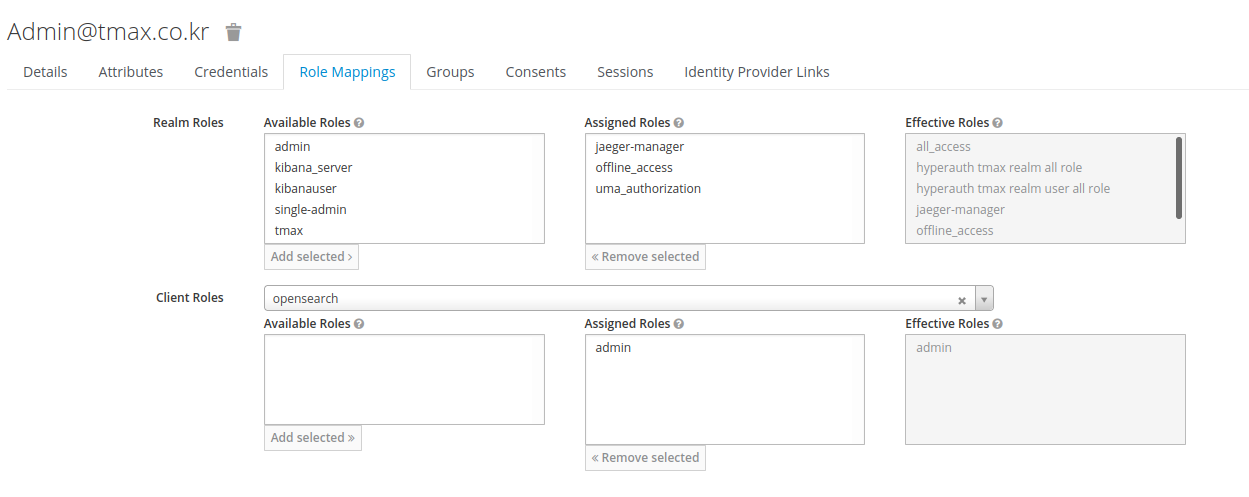 Admin@tmax.co.kr
Details Attributes Credentials Role Mappings Groups Consents Sessions Identity Provider Links
Realm Roles Available Roles Assigned Roles Effective Roles
admin jaeger-manager all_access
kibana_server offline_access hyperauth tmax realm all role
kibanauser uma_authorization hyperauth tmax realm user all role
single-admin jaeger-manager
tmax offline_access
Add selected › « Remove selected
Client Roles opensearch
Available Roles Assigned Roles Effective Roles
admin admin
Add selected »
« Remove selected